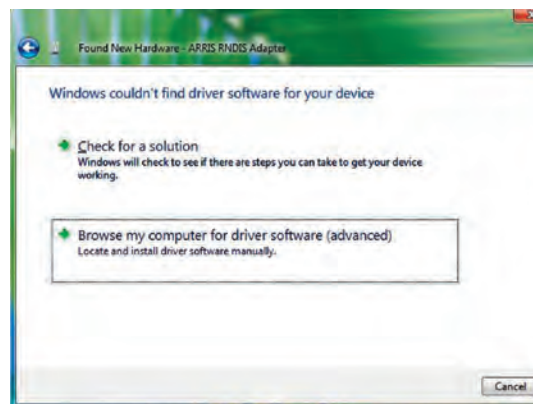 Found New Hardware - ARRIS RNDIS Adapter
Windows couldn't find driver software for your device
Check for a solution
Windows will check to see if there are steps you can take to get your device
working.
Browse my computer for driver software (advanced)
Locate and install driver software manually.
Cancel